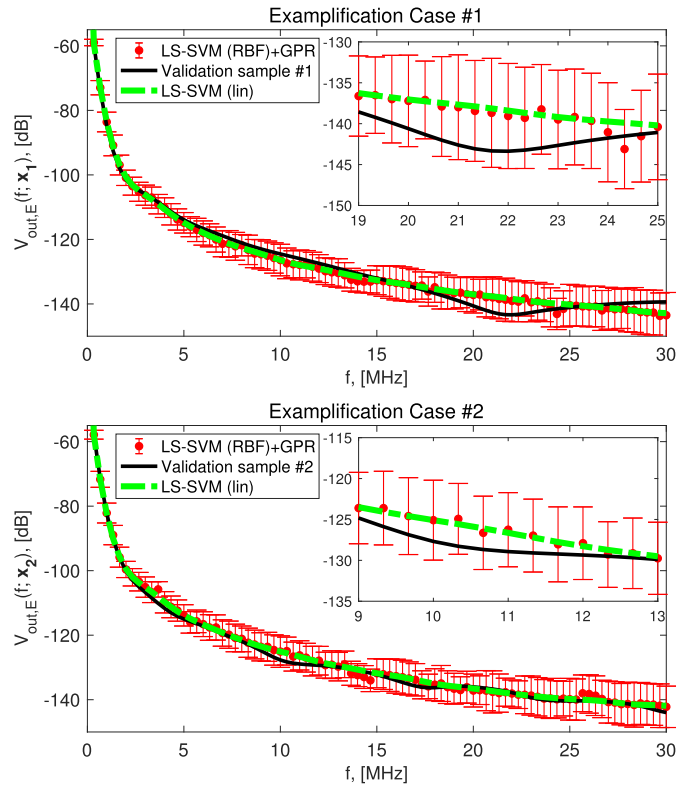 Examplification Case #1
LS-SVM (RBF)+GPR
Validation sample #1
LS-SVM (lin)
-60
-80
-100
-120
-140
V_out,E(f; x_1), [dB]
-130
-135
-140
-145
-150
19 20 21 22 23 24 25
0 5 10 15 20 25 30
f, [MHz]
Examplification Case #2
LS-SVM (RBF)+GPR
Validation sample #2
LS-SVM (lin)
-60
-80
-100
-120
-140
V_out,E(f; x_2), [dB]
-115
-120
-125
-130
-135
9 10 11 12 13
0 5 10 15 20 25 30
f, [MHz]